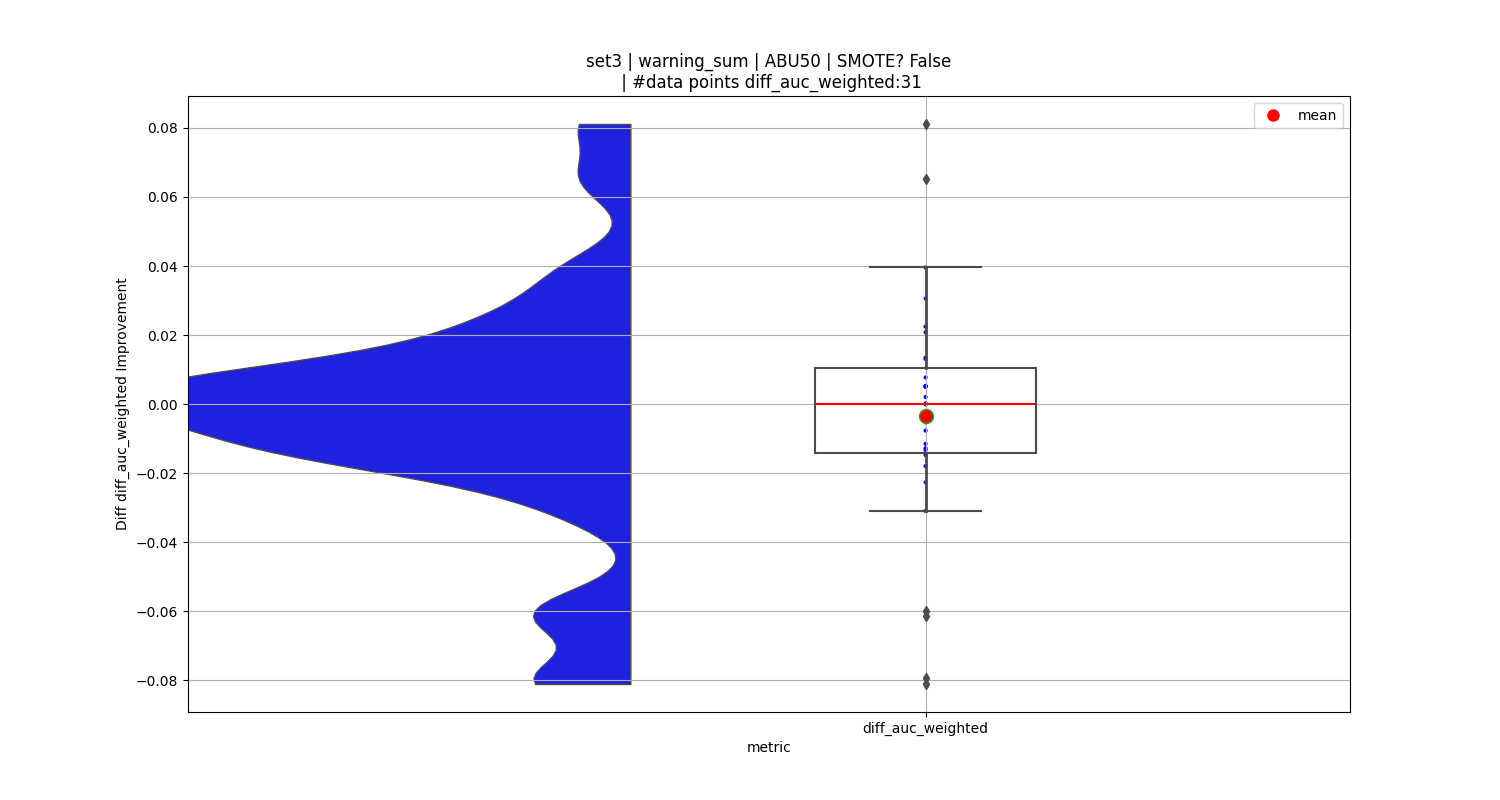 set3 | warning_sum | ABU50 | SMOTE? False
| #data points diff_auc_weighted:31
mean
0.08
0.06
0.04
0.02
0.00
−0.02
−0.04
−0.06
−0.08
Diff diff_auc_weighted Improvement
diff_auc_weighted
metric